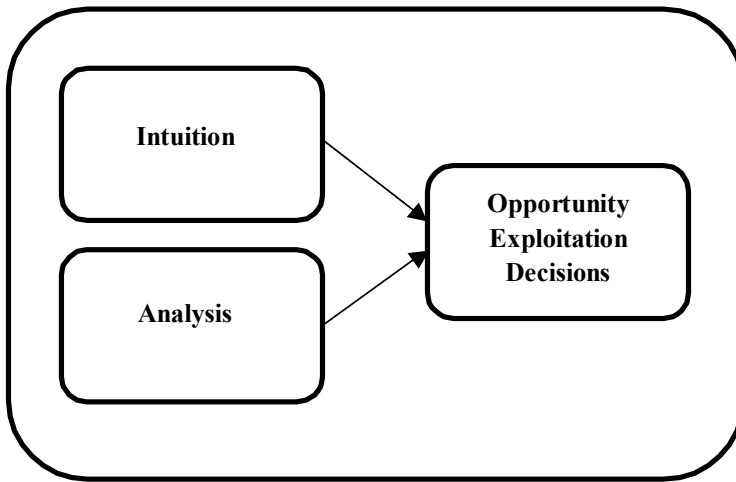 Intuition
Analysis
Opportunity
Exploitation
Decisions